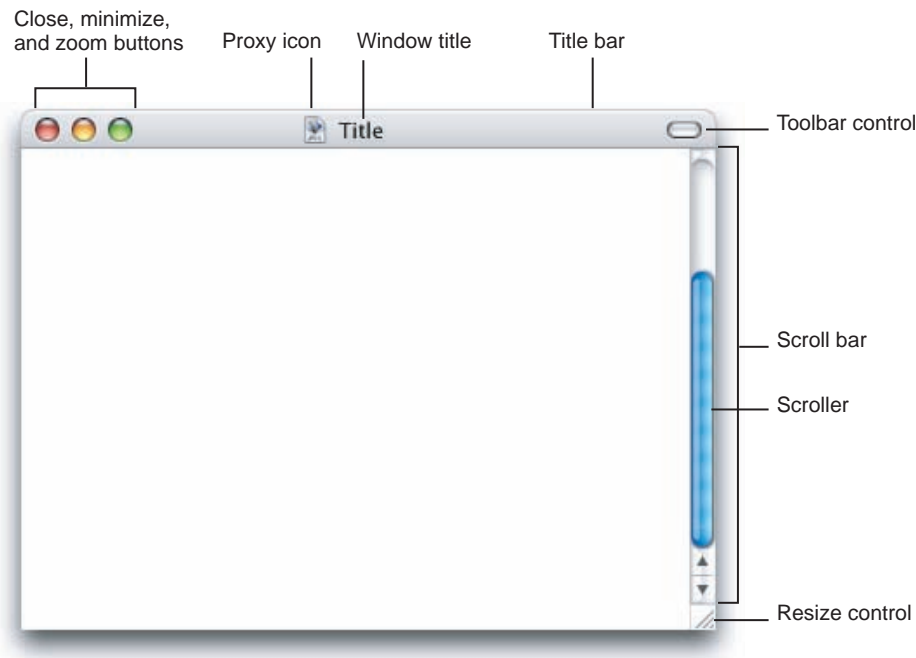 Close, minimize,
and zoom buttons
Proxy icon
Window title
Title bar
Title
Toolbar control
Scroll bar
Scroller
Resize control